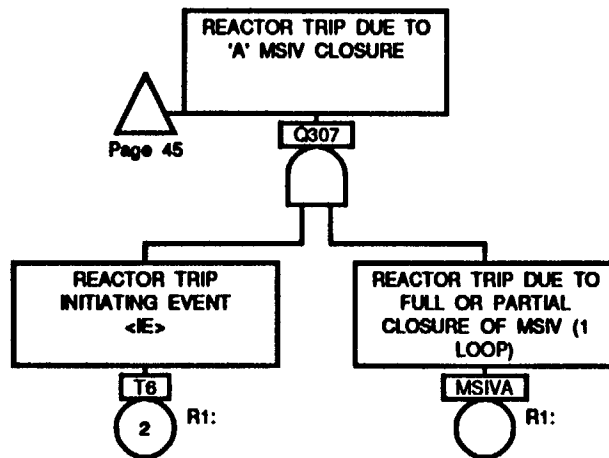 REACTOR TRIP DUE TO
'A' MSIV CLOSURE
Page 45
Q307
REACTOR TRIP
INITIATING EVENT
<IE>
T6
2
R1:
REACTOR TRIP DUE TO
FULL OR PARTIAL
CLOSURE OF MSIV (1
LOOP)
MSIVA
R1: